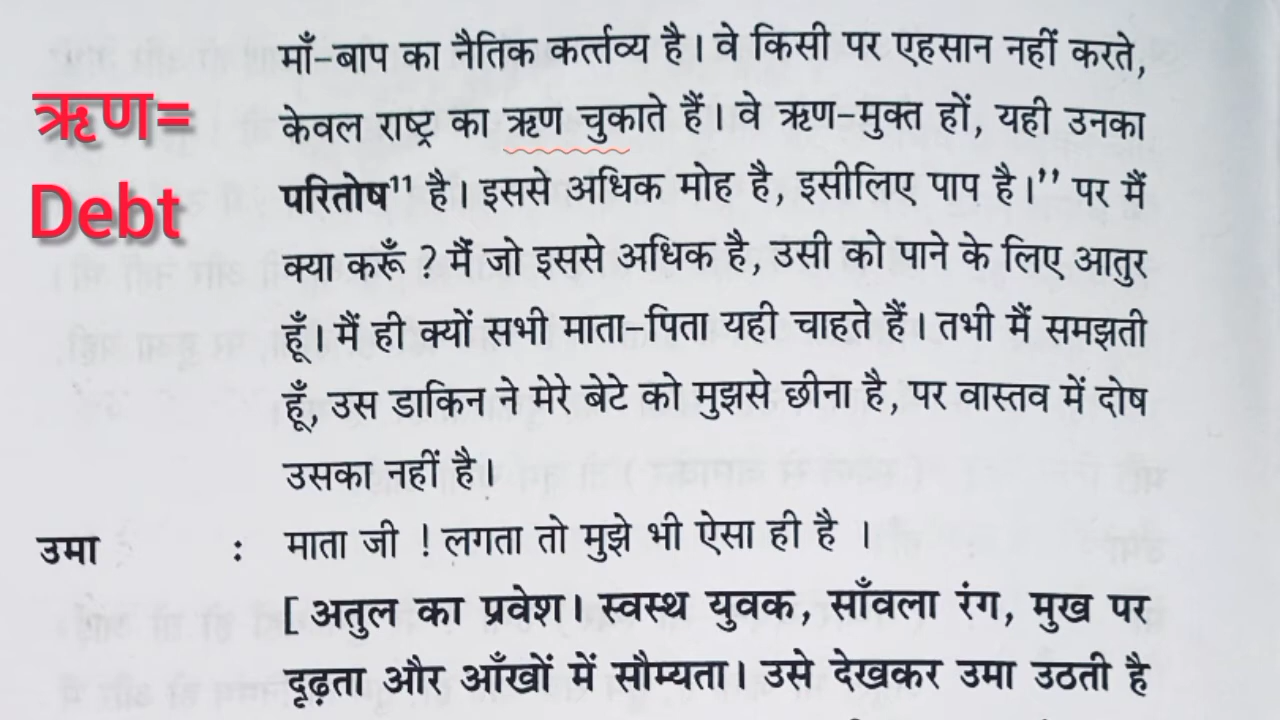 माँ-बाप का नैतिक कर्त्तव्य है। वे किसी पर एहसान नहीं करते,
ऋण=
केवल राष्ट्र का ऋण चुकाते हैं। वे ऋण-मुक्त हों, यही उनका
Debt
परितोष¹¹ है। इससे अधिक मोह है, इसीलिए पाप है।’’ पर मैं
क्या करूँ ? मैं जो इससे अधिक है, उसी को पाने के लिए आतुर
हूँ। मैं ही क्यों सभी माता-पिता यही चाहते हैं। तभी मैं समझती
हूँ, उस डाकिन ने मेरे बेटे को मुझसे छीना है, पर वास्तव में दोष
उसका नहीं है।
उमा : माता जी ! लगता तो मुझे भी ऐसा ही है ।
[ अतुल का प्रवेश। स्वस्थ युवक, साँवला रंग, मुख पर
दृढ़ता और आँखों में सौम्यता। उसे देखकर उमा उठती है